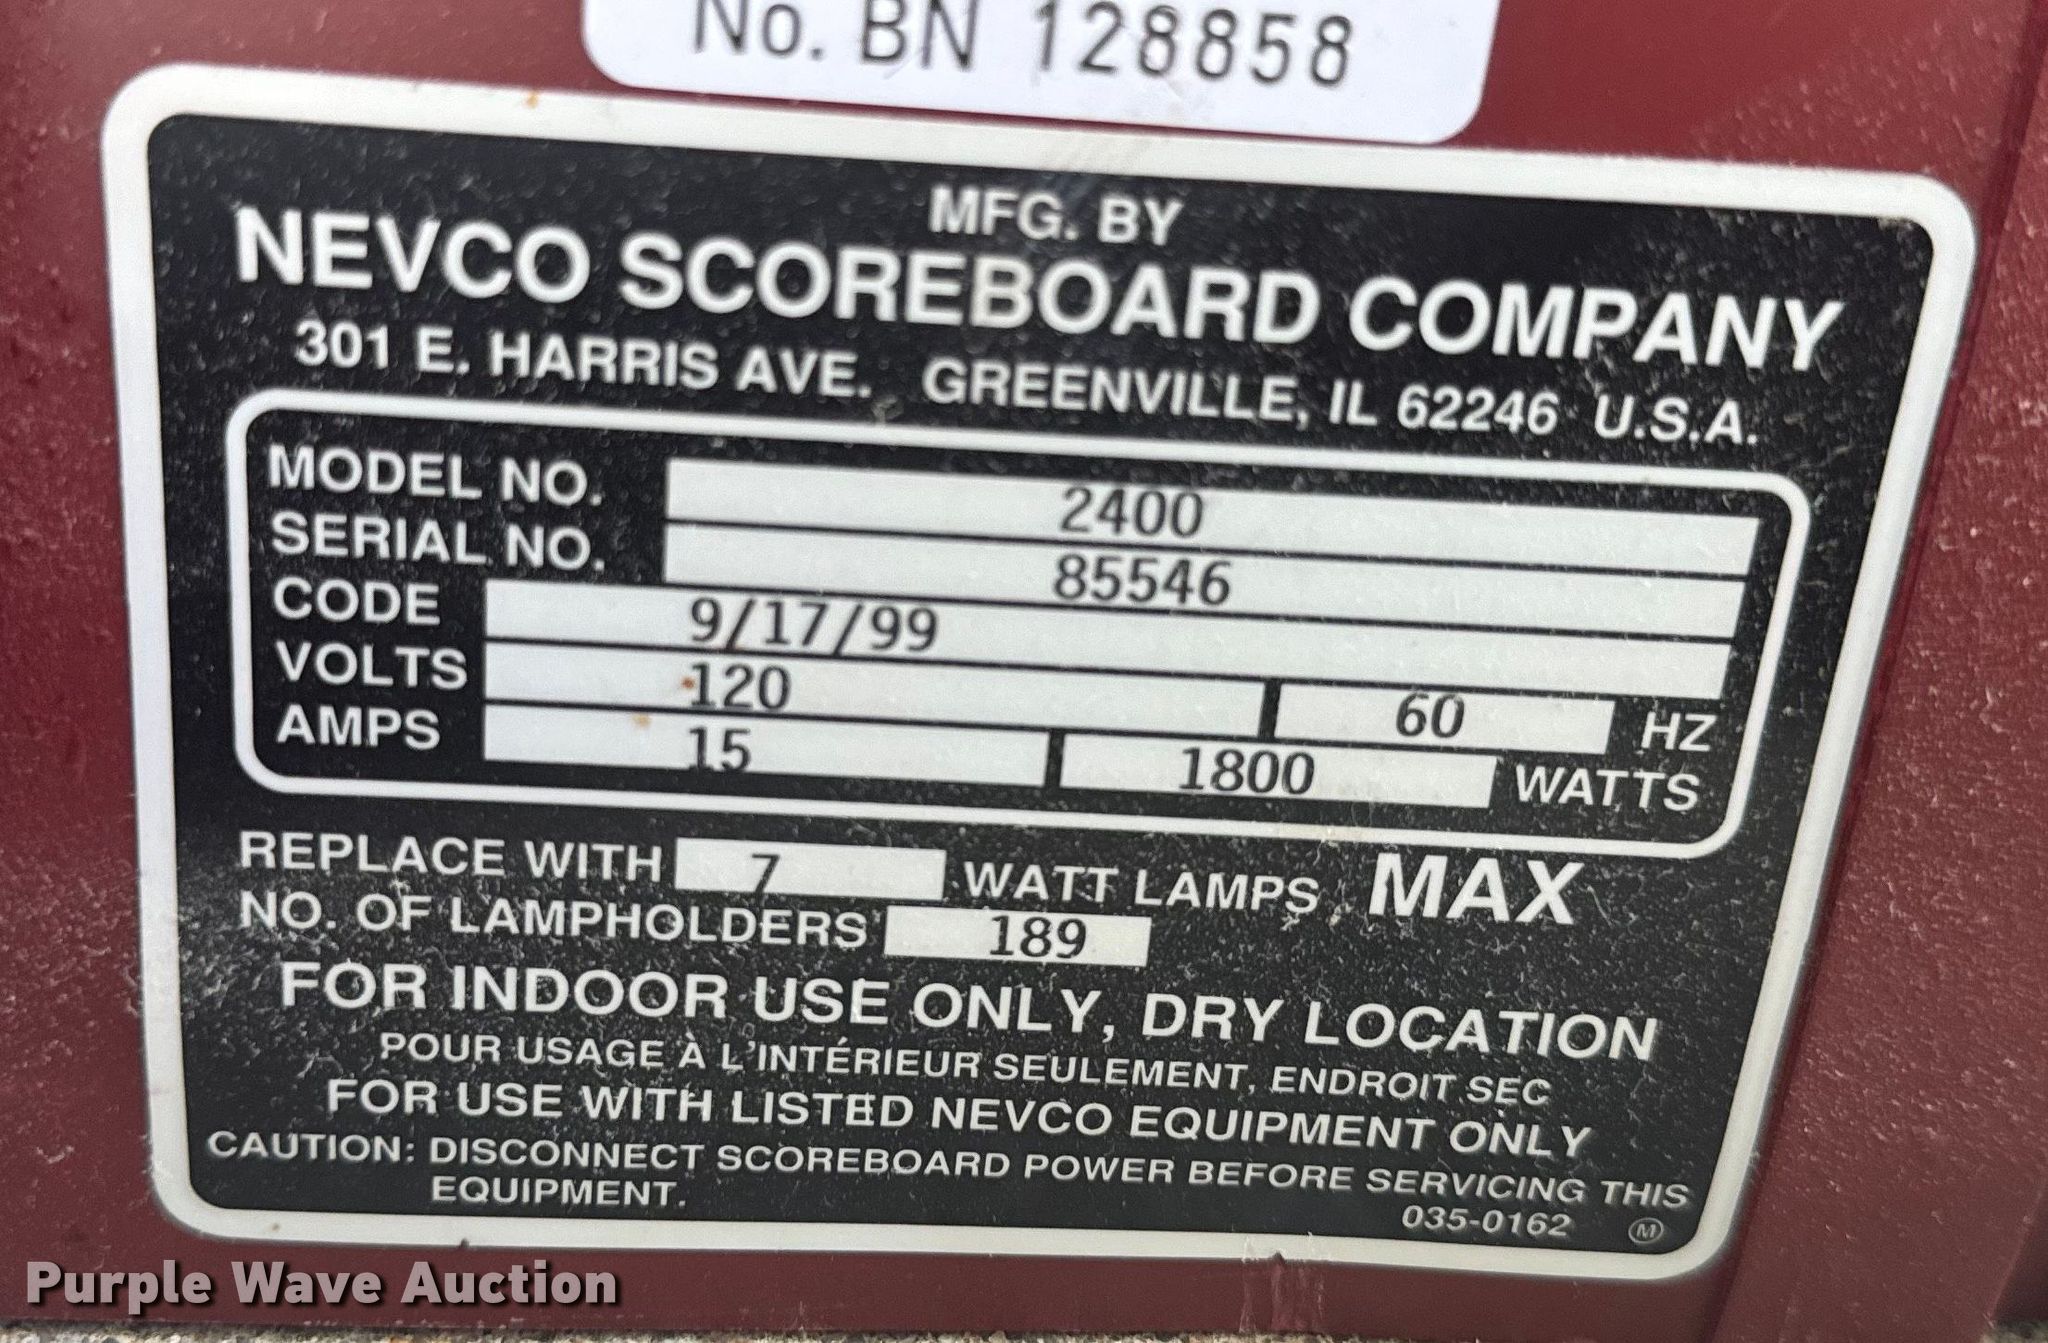 No. BN 128858
MFG. BY
NEVCO SCOREBOARD COMPANY
301 E. HARRIS AVE. GREENVILLE, IL 62246 U.S.A.
MODEL NO. 2400
SERIAL NO. 85546
CODE 9/17/99
VOLTS 120 60 HZ
AMPS 15 1800 WATTS
REPLACE WITH 7 WATT LAMPS MAX
NO. OF LAMPHOLDERS 189
FOR INDOOR USE ONLY, DRY LOCATION
POUR USAGE À L'INTÉRIEUR SEULEMENT, ENDROIT SEC
FOR USE WITH LISTED NEVCO EQUIPMENT ONLY
CAUTION: DISCONNECT SCOREBOARD POWER BEFORE SERVICING THIS
EQUIPMENT.
035-0162 M
Purple Wave Auction